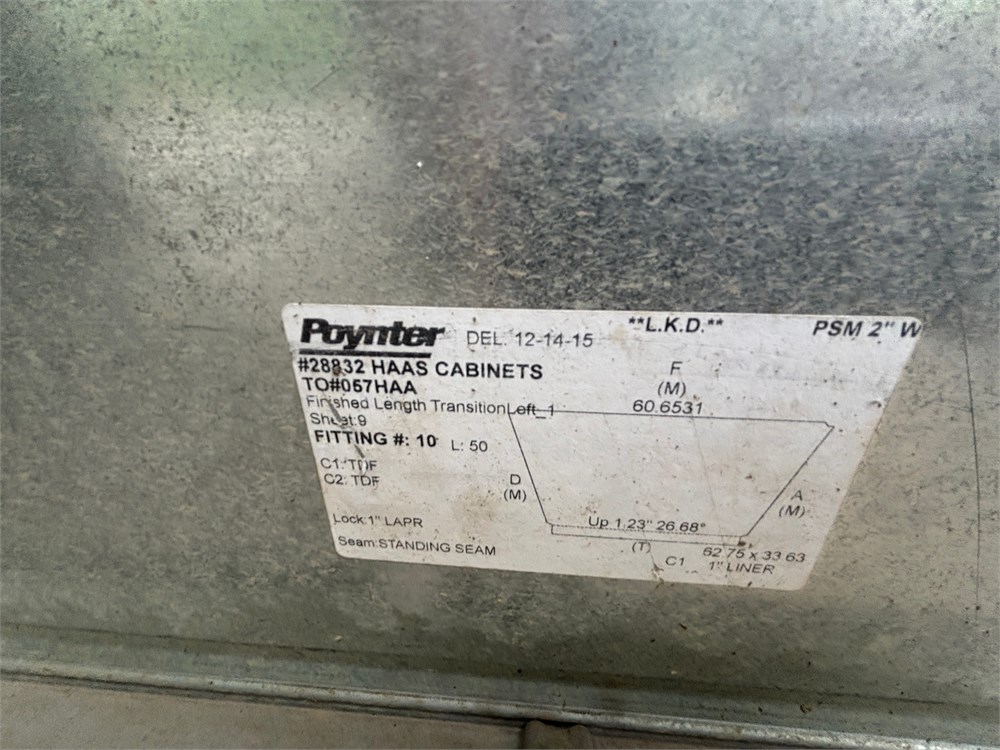 Poynter DEL: 12-14-15 **L.K.D.** PSM 2" W
#28832 HAAS CABINETS
TO#057HAA
Finished Length TransitionLeft_1
Sheet:9
FITTING #: 10 L: 50
C1: TDF
C2: TDF
Lock:1" LAPR
Seam:STANDING SEAM
F
(M)
60.6531
D
(M)
A
(M)
Up 1.23" 26.68°
(T)
C1
62.75 x 33.63
1" LINER